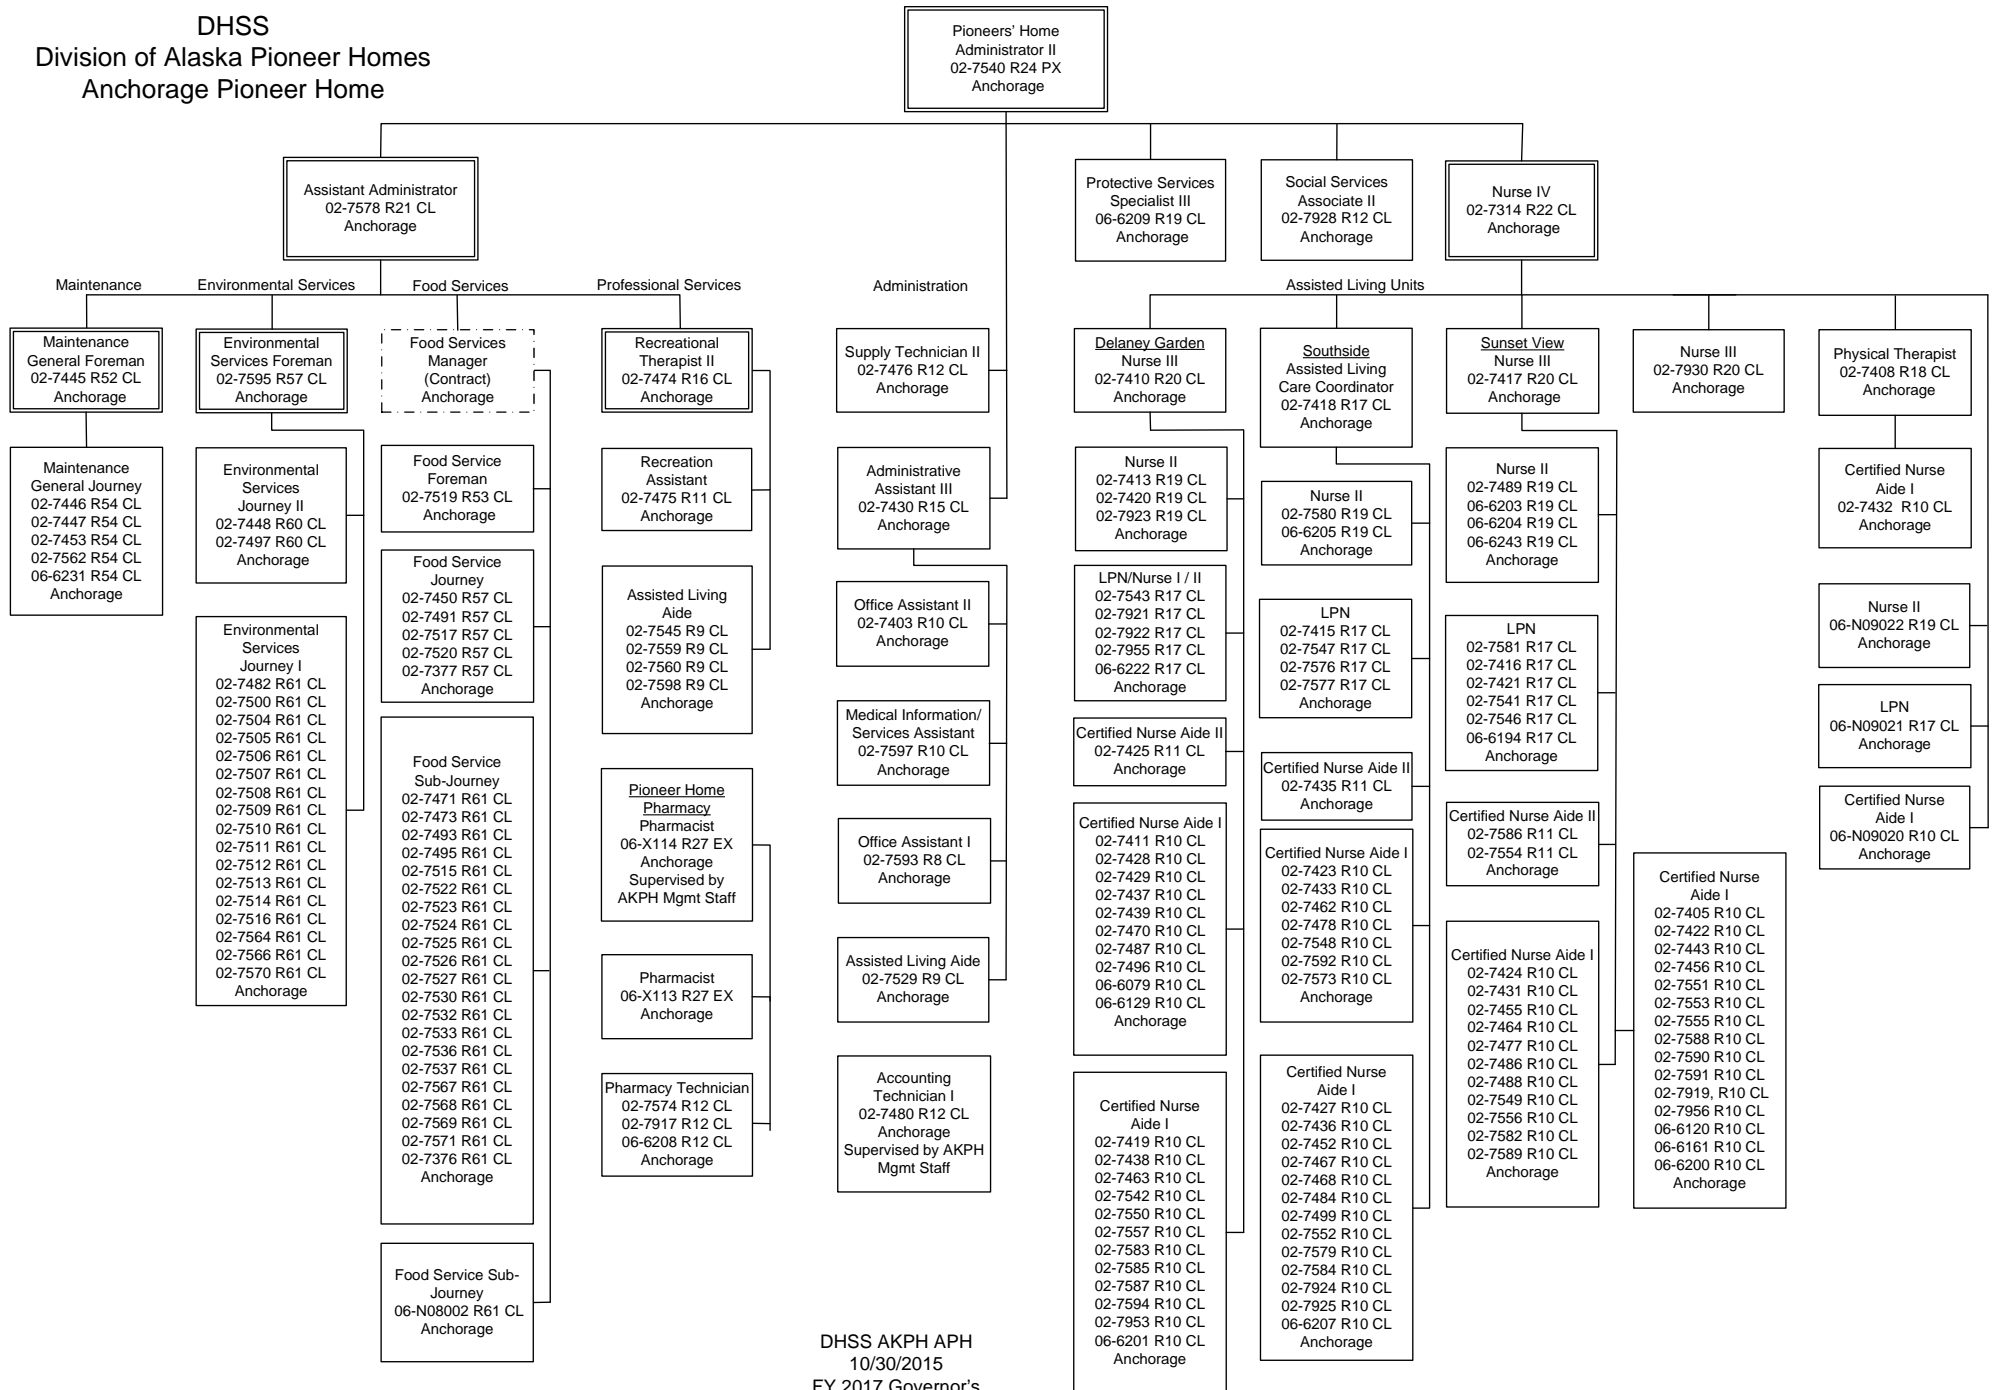 DHSS
Division of Alaska Pioneer Homes
Anchorage Pioneer Home
Pioneers' Home
Administrator II
02-7540 R24 PX
Anchorage
Assistant Administrator
02-7578 R21 CL
Anchorage
Protective Services
Specialist III
06-6209 R19 CL
Anchorage
Social Services
Associate II
02-7928 R12 CL
Anchorage
Nurse IV
02-7314 R22 CL
Anchorage
Maintenance
Environmental Services
Food Services
Professional Services
Administration
Assisted Living Units
Maintenance
General Foreman
02-7445 R52 CL
Anchorage
Maintenance
General Journey
02-7446 R54 CL
02-7447 R54 CL
02-7453 R54 CL
02-7562 R54 CL
06-6231 R54 CL
Anchorage
Environmental
Services Foreman
02-7595 R57 CL
Anchorage
Environmental
Services
Journey II
02-7448 R60 CL
02-7497 R60 CL
Anchorage
Environmental
Services
Journey I
02-7482 R61 CL
02-7500 R61 CL
02-7504 R61 CL
02-7505 R61 CL
02-7506 R61 CL
02-7507 R61 CL
02-7508 R61 CL
02-7509 R61 CL
02-7510 R61 CL
02-7511 R61 CL
02-7512 R61 CL
02-7513 R61 CL
02-7514 R61 CL
02-7516 R61 CL
02-7564 R61 CL
02-7566 R61 CL
02-7570 R61 CL
Anchorage
Food Services
Manager
(Contract)
Anchorage
Food Service
Foreman
02-7519 R53 CL
Anchorage
Food Service
Journey
02-7450 R57 CL
02-7491 R57 CL
02-7517 R57 CL
02-7520 R57 CL
02-7377 R57 CL
Anchorage
Food Service
Sub-Journey
02-7471 R61 CL
02-7473 R61 CL
02-7493 R61 CL
02-7495 R61 CL
02-7515 R61 CL
02-7522 R61 CL
02-7523 R61 CL
02-7524 R61 CL
02-7525 R61 CL
02-7526 R61 CL
02-7527 R61 CL
02-7530 R61 CL
02-7532 R61 CL
02-7533 R61 CL
02-7536 R61 CL
02-7537 R61 CL
02-7567 R61 CL
02-7568 R61 CL
02-7569 R61 CL
02-7571 R61 CL
02-7376 R61 CL
Anchorage
Food Service Sub-
Journey
06-N08002 R61 CL
Anchorage
Recreational
Therapist II
02-7474 R16 CL
Anchorage
Recreation
Assistant
02-7475 R11 CL
Anchorage
Assisted Living
Aide
02-7545 R9 CL
02-7559 R9 CL
02-7560 R9 CL
02-7598 R9 CL
Anchorage
Pioneer Home
Pharmacy
Pharmacist
06-X114 R27 EX
Anchorage
Supervised by
AKPH Mgmt Staff
Pharmacist
06-X113 R27 EX
Anchorage
Pharmacy Technician
02-7574 R12 CL
02-7917 R12 CL
06-6208 R12 CL
Anchorage
Supply Technician II
02-7476 R12 CL
Anchorage
Administrative
Assistant III
02-7430 R15 CL
Anchorage
Office Assistant II
02-7403 R10 CL
Anchorage
Medical Information/
Services Assistant
02-7597 R10 CL
Anchorage
Office Assistant I
02-7593 R8 CL
Anchorage
Assisted Living Aide
02-7529 R9 CL
Anchorage
Accounting
Technician I
02-7480 R12 CL
Anchorage
Supervised by AKPH
Mgmt Staff
Delaney Garden
Nurse III
02-7410 R20 CL
Anchorage
Nurse II
02-7413 R19 CL
02-7420 R19 CL
02-7923 R19 CL
Anchorage
LPN/Nurse I / II
02-7543 R17 CL
02-7921 R17 CL
02-7922 R17 CL
02-7955 R17 CL
06-6222 R17 CL
Anchorage
Certified Nurse Aide II
02-7425 R11 CL
Anchorage
Certified Nurse Aide I
02-7411 R10 CL
02-7428 R10 CL
02-7429 R10 CL
02-7437 R10 CL
02-7439 R10 CL
02-7470 R10 CL
02-7487 R10 CL
02-7496 R10 CL
06-6079 R10 CL
06-6129 R10 CL
Anchorage
Certified Nurse
Aide I
02-7419 R10 CL
02-7438 R10 CL
02-7463 R10 CL
02-7542 R10 CL
02-7550 R10 CL
02-7557 R10 CL
02-7583 R10 CL
02-7585 R10 CL
02-7587 R10 CL
02-7594 R10 CL
02-7953 R10 CL
06-6201 R10 CL
Anchorage
Southside
Assisted Living
Care Coordinator
02-7418 R17 CL
Anchorage
Nurse II
02-7580 R19 CL
06-6205 R19 CL
Anchorage
LPN
02-7415 R17 CL
02-7547 R17 CL
02-7576 R17 CL
02-7577 R17 CL
Anchorage
Certified Nurse Aide II
02-7435 R11 CL
Anchorage
Certified Nurse Aide I
02-7423 R10 CL
02-7433 R10 CL
02-7462 R10 CL
02-7478 R10 CL
02-7548 R10 CL
02-7592 R10 CL
02-7573 R10 CL
Anchorage
Certified Nurse
Aide I
02-7427 R10 CL
02-7436 R10 CL
02-7452 R10 CL
02-7467 R10 CL
02-7468 R10 CL
02-7484 R10 CL
02-7499 R10 CL
02-7552 R10 CL
02-7579 R10 CL
02-7584 R10 CL
02-7924 R10 CL
02-7925 R10 CL
06-6207 R10 CL
Anchorage
Sunset View
Nurse III
02-7417 R20 CL
Anchorage
Nurse II
02-7489 R19 CL
06-6203 R19 CL
06-6204 R19 CL
06-6243 R19 CL
Anchorage
LPN
02-7581 R17 CL
02-7416 R17 CL
02-7421 R17 CL
02-7541 R17 CL
02-7546 R17 CL
06-6194 R17 CL
Anchorage
Certified Nurse Aide II
02-7586 R11 CL
02-7554 R11 CL
Anchorage
Certified Nurse Aide I
02-7424 R10 CL
02-7431 R10 CL
02-7455 R10 CL
02-7464 R10 CL
02-7477 R10 CL
02-7486 R10 CL
02-7488 R10 CL
02-7549 R10 CL
02-7556 R10 CL
02-7582 R10 CL
02-7589 R10 CL
Anchorage
Nurse III
02-7930 R20 CL
Anchorage
Certified Nurse
Aide I
02-7405 R10 CL
02-7422 R10 CL
02-7443 R10 CL
02-7456 R10 CL
02-7551 R10 CL
02-7553 R10 CL
02-7555 R10 CL
02-7588 R10 CL
02-7590 R10 CL
02-7591 R10 CL
02-7919, R10 CL
02-7956 R10 CL
06-6120 R10 CL
06-6161 R10 CL
06-6200 R10 CL
Anchorage
Physical Therapist
02-7408 R18 CL
Anchorage
Certified Nurse
Aide I
02-7432 R10 CL
Anchorage
Nurse II
06-N09022 R19 CL
Anchorage
LPN
06-N09021 R17 CL
Anchorage
Certified Nurse
Aide I
06-N09020 R10 CL
Anchorage
DHSS AKPH APH
10/30/2015
FY 2017 Governor's